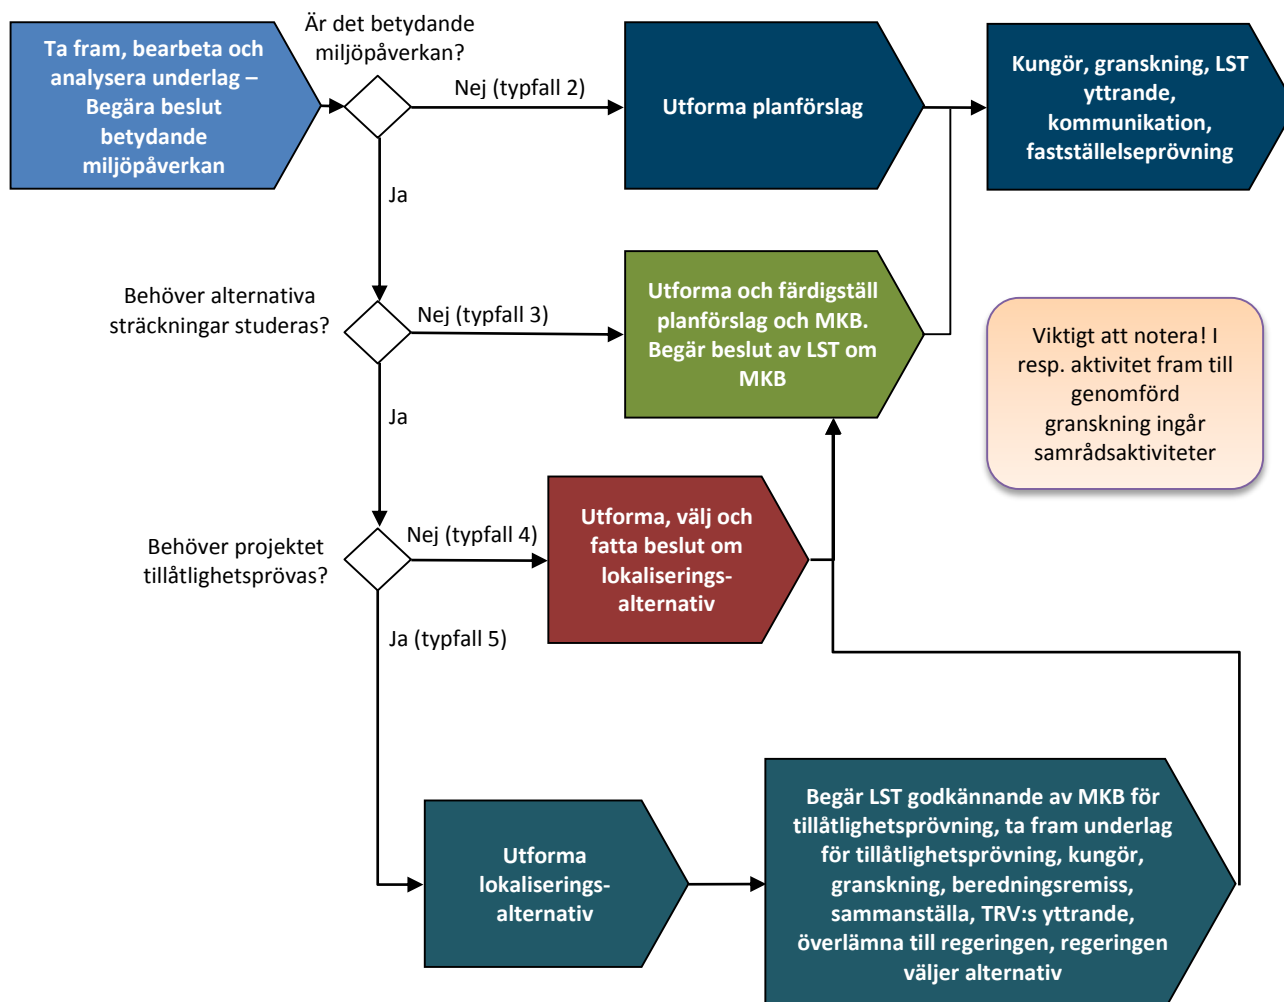 Ta fram, bearbeta och
analysera underlag –
Begära beslut
betydande
miljöpåverkan
Är det betydande
miljöpåverkan?
Nej (typfall 2)
Utforma planförslag
Kungör, granskning, LST
yttrande,
kommunikation,
fastställelseprövning
Ja
Behöver alternativa
sträckningar studeras?
Nej (typfall 3)
Utforma och färdigställ
planförslag och MKB.
Begär beslut av LST om
MKB
Viktigt att notera! I
resp. aktivitet fram till
genomförd
granskning ingår
samrådsaktiviteter
Ja
Behöver projektet
tillåtlighetsprövas?
Nej (typfall 4)
Utforma, välj och
fatta beslut om
lokaliserings-
alternativ
Ja (typfall 5)
Utforma
lokaliserings-
alternativ
Begär LST godkännande av MKB för
tillåtlighetsprövning, ta fram underlag
för tillåtlighetsprövning, kungör,
granskning, beredningsremiss,
sammanställa, TRV:s yttrande,
överlämna till regeringen, regeringen
väljer alternativ